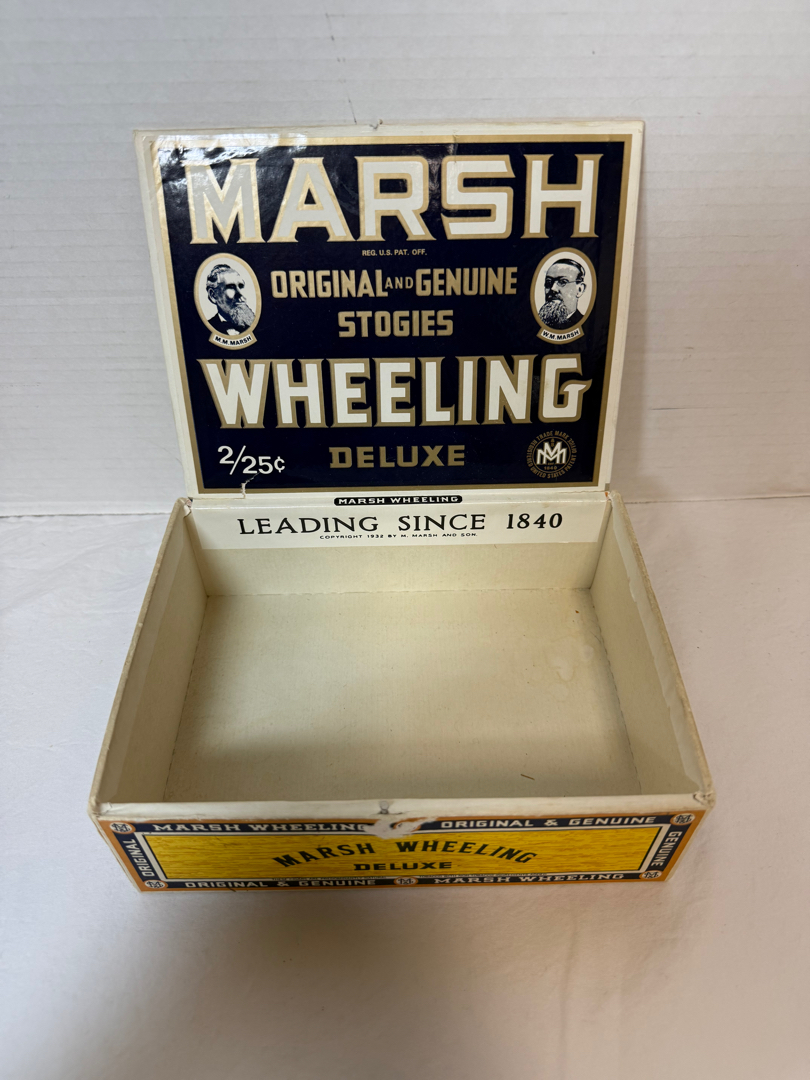 MARSH
REG. U.S. PAT. OFF.
ORIGINAL AND GENUINE
STOGIES
M.M. MARSH
W.M. MARSH
WHEELING
2/25¢
DELUXE
MARSH WHEELING
LEADING SINCE 1840
COPYRIGHT 1932 BY M. MARSH AND SON.
MARSH WHEELING
ORIGINAL & GENUINE
ORIGINAL
MARSH WHEELING
DELUXE
GENUINE
ORIGINAL & GENUINE
MARSH WHEELING